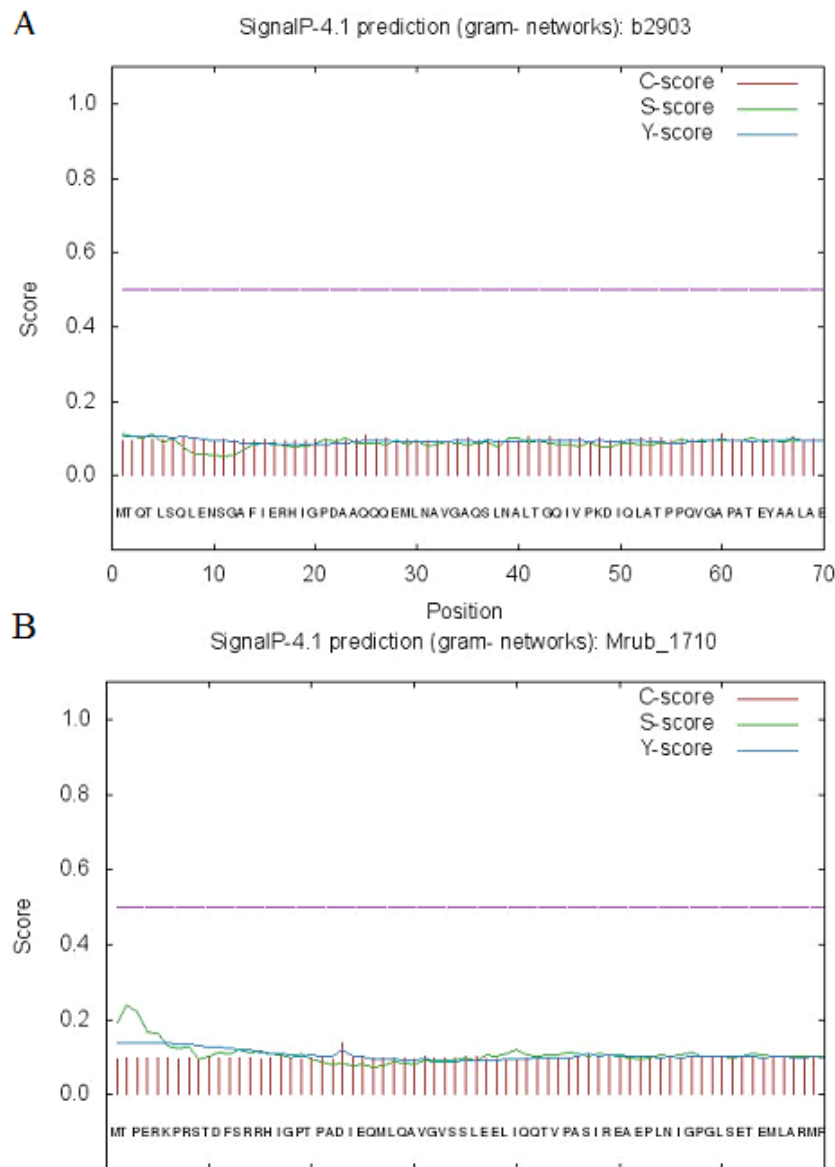 A
SignalP-4.1 prediction (gram- networks): b2903
C-score
S-score
Y-score
1.0
0.8
0.6
0.4
0.2
0.0
Score
MTQTLSQLENSGAFIERHIGPDAAQQQEMLNAVGAQSLNALTGQIVPKDIQLATPPQVGAPATEYAALAE
0 10 20 30 40 50 60 70
Position
B
SignalP-4.1 prediction (gram- networks): Mrub_1710
C-score
S-score
Y-score
1.0
0.8
0.6
0.4
0.2
0.0
Score
MTPERKPRSTDFSRRHIGPTPADIEQMLQAVGVSSLEELIQQTVPASIREAEPLNIGPGLSETEMLARM